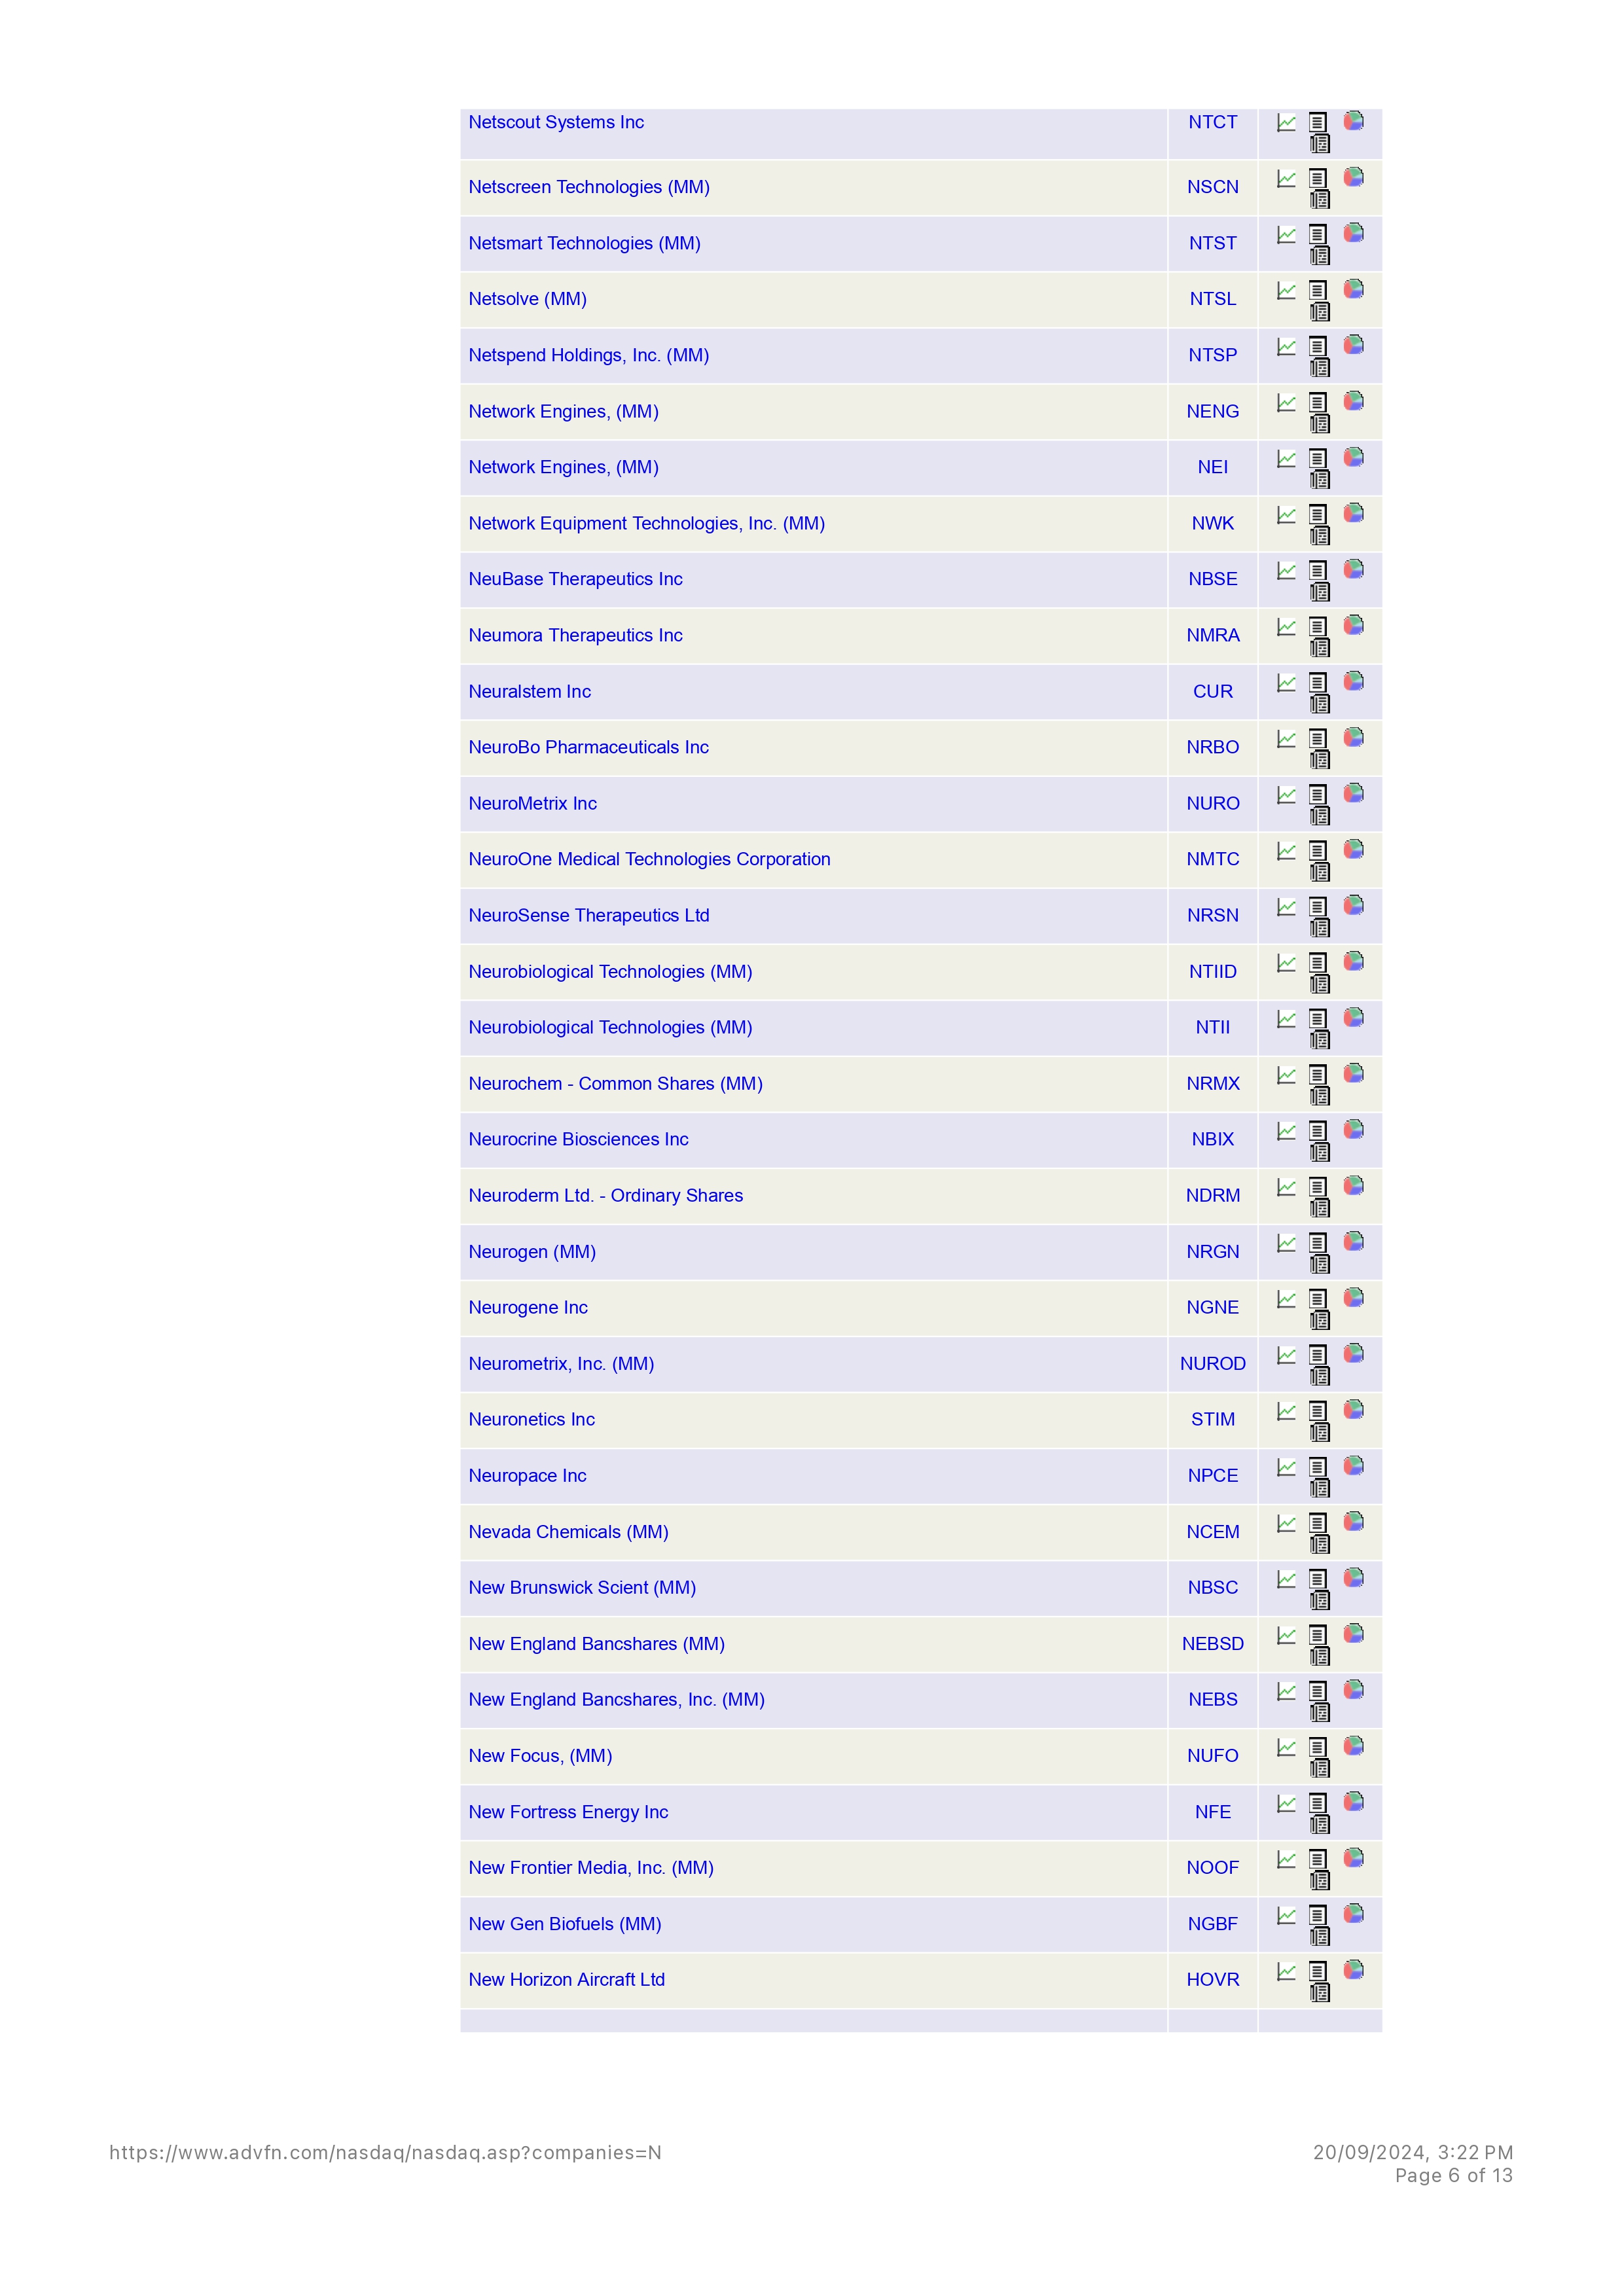 Netscout Systems Inc NTCT
Netscreen Technologies (MM) NSCN
Netsmart Technologies (MM) NTST
Netsolve (MM) NTSL
Netspend Holdings, Inc. (MM) NTSP
Network Engines, (MM) NENG
Network Engines, (MM) NEI
Network Equipment Technologies, Inc. (MM) NWK
NeuBase Therapeutics Inc NBSE
Neumora Therapeutics Inc NMRA
Neuralstem Inc CUR
NeuroBo Pharmaceuticals Inc NRBO
NeuroMetrix Inc NURO
NeuroOne Medical Technologies Corporation NMTC
NeuroSense Therapeutics Ltd NRSN
Neurobiological Technologies (MM) NTIID
Neurobiological Technologies (MM) NTII
Neurochem - Common Shares (MM) NRMX
Neurocrine Biosciences Inc NBIX
Neuroderm Ltd. - Ordinary Shares NDRM
Neurogen (MM) NRGN
Neurogene Inc NGNE
Neurometrix, Inc. (MM) NUROD
Neuronetics Inc STIM
Neuropace Inc NPCE
Nevada Chemicals (MM) NCEM
New Brunswick Scient (MM) NBSC
New England Bancshares (MM) NEBSD
New England Bancshares, Inc. (MM) NEBS
New Focus, (MM) NUFO
New Fortress Energy Inc NFE
New Frontier Media, Inc. (MM) NOOF
New Gen Biofuels (MM) NGBF
New Horizon Aircraft Ltd HOVR
https://www.advfn.com/nasdaq/nasdaq.asp?companies=N 20/09/2024, 3:22 PM
Page 6 of 13